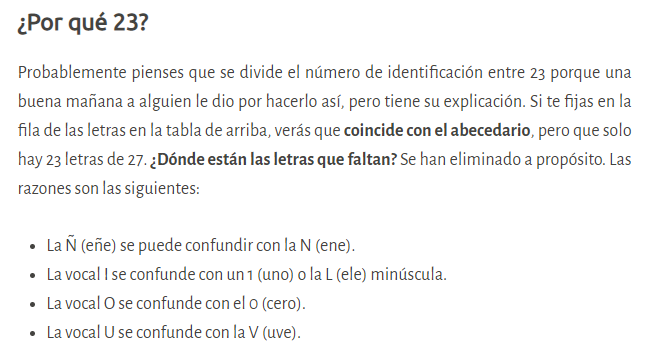 ¿Por qué 23?
Probablemente pienses que se divide el número de identificación entre 23 porque una
buena mañana a alguien le dio por hacerlo así, pero tiene su explicación. Si te fijas en la
fila de las letras en la tabla de arriba, verás que coincide con el abecedario, pero que solo
hay 23 letras de 27. ¿Dónde están las letras que faltan? Se han eliminado a propósito. Las
razones son las siguientes:
• La Ñ (eñe) se puede confundir con la N (ene).
• La vocal I se confunde con un 1 (uno) o la L (ele) minúscula.
• La vocal O se confunde con el 0 (cero).
• La vocal U se confunde con la V (uve).